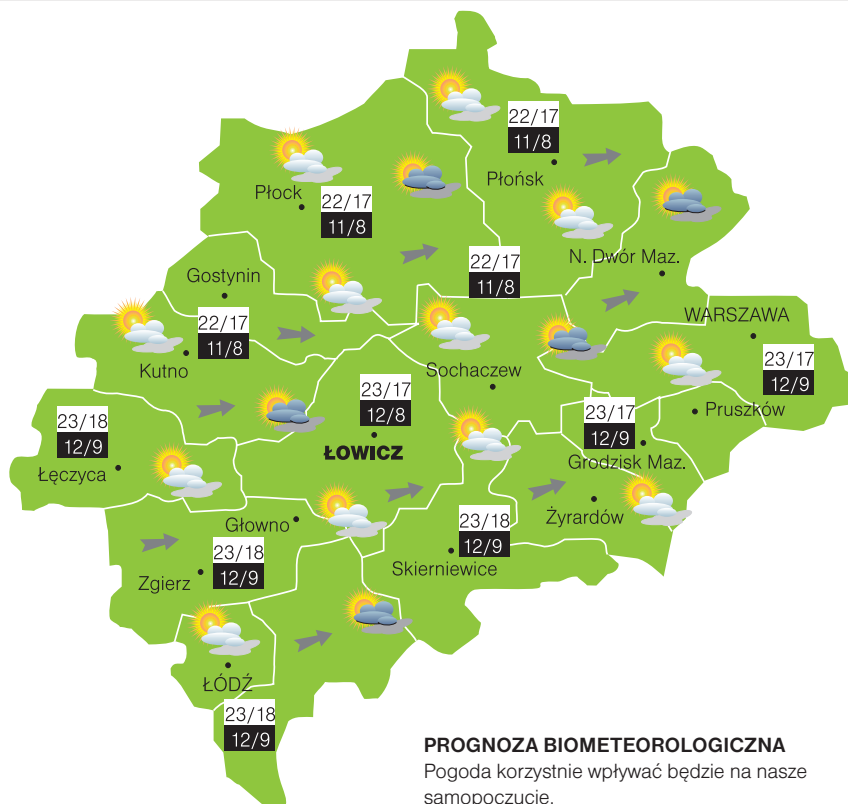 22/17
11/8
Płońsk
Płock
22/17
11/8
N. Dwór Maz.
22/17
11/8
Gostynin
WARSZAWA
22/17
11/8
Kutno
Sochaczew
23/17
12/9
23/17
12/8
ŁOWICZ
Pruszków
23/17
12/9
Grodzisk Maz.
23/18
12/9
Łęczyca
Żyrardów
Głowno
23/18
12/9
Skierniewice
23/18
12/9
Zgierz
ŁÓDŹ
23/18
12/9
PROGNOZA BIOMETEOROLOGICZNA
Pogoda korzystnie wpływać będzie na nasze
samopoczucie.